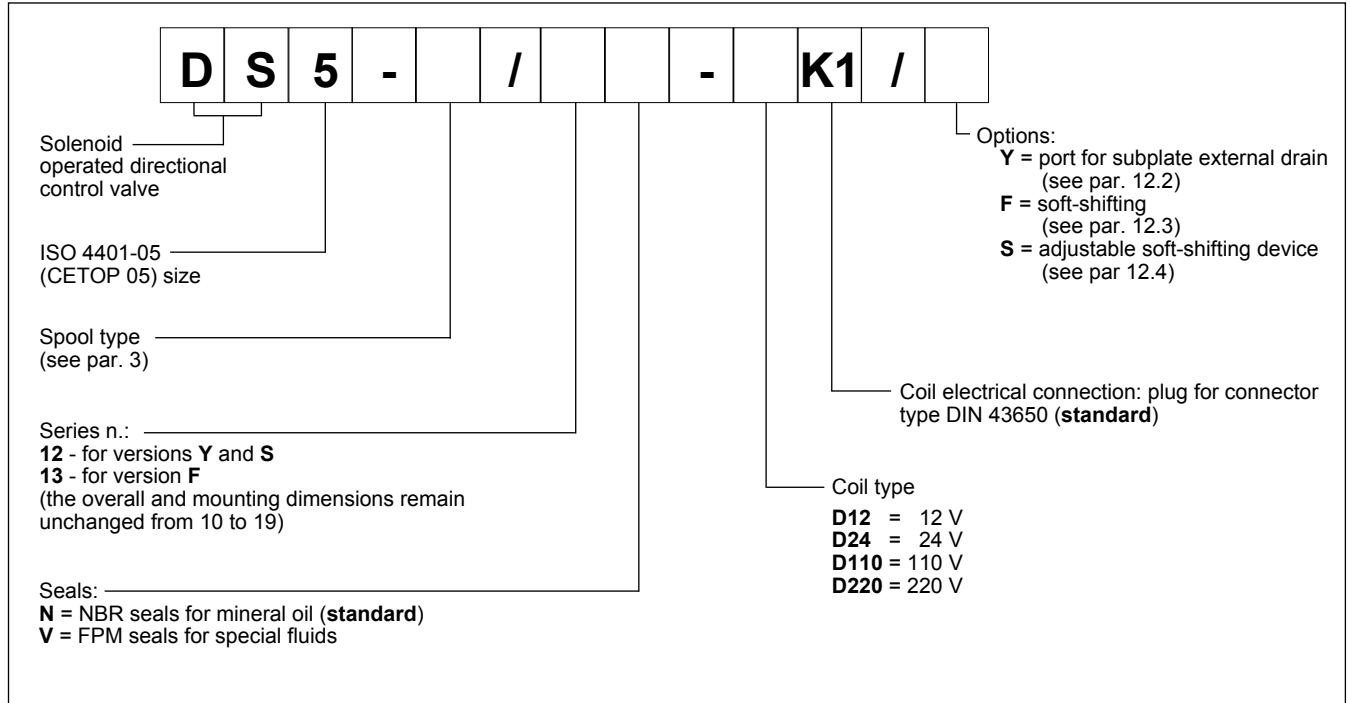 D S 5 - / - K1 /
Solenoid
operated directional
control valve
ISO 4401-05
(CETOP 05) size
Spool type
(see par. 3)
Series n.:
12 - for versions Y and S
13 - for version F
(the overall and mounting dimensions remain
unchanged from 10 to 19)
Seals:
N = NBR seals for mineral oil (standard)
V = FPM seals for special fluids
Options:
Y = port for subplate external drain
(see par. 12.2)
F = soft-shifting
(see par. 12.3)
S = adjustable soft-shifting device
(see par 12.4)
Coil electrical connection: plug for connector
type DIN 43650 (standard)
Coil type
D12 = 12 V
D24 = 24 V
D110 = 110 V
D220 = 220 V